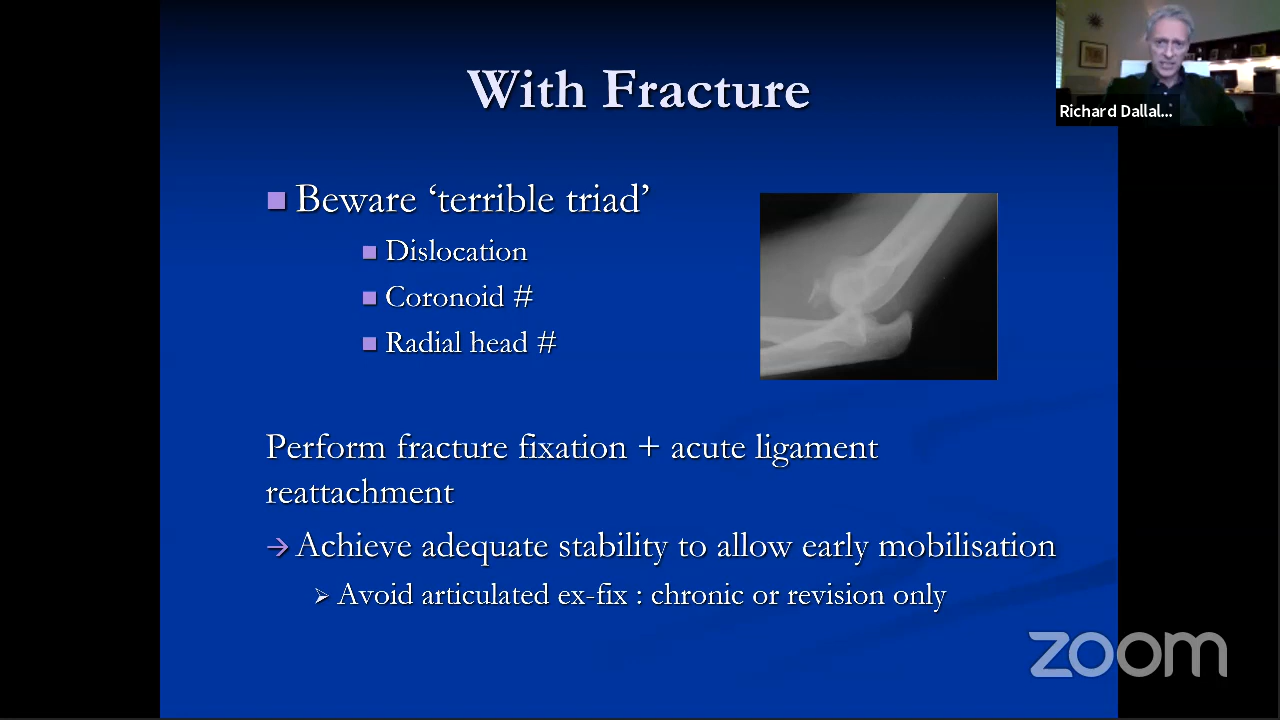 With Fracture
Richard Dallal...
Beware ‘terrible triad’
Dislocation
Coronoid #
Radial head #
Perform fracture fixation + acute ligament
reattachment
→ Achieve adequate stability to allow early mobilisation
➢ Avoid articulated ex-fix : chronic or revision only
zoom